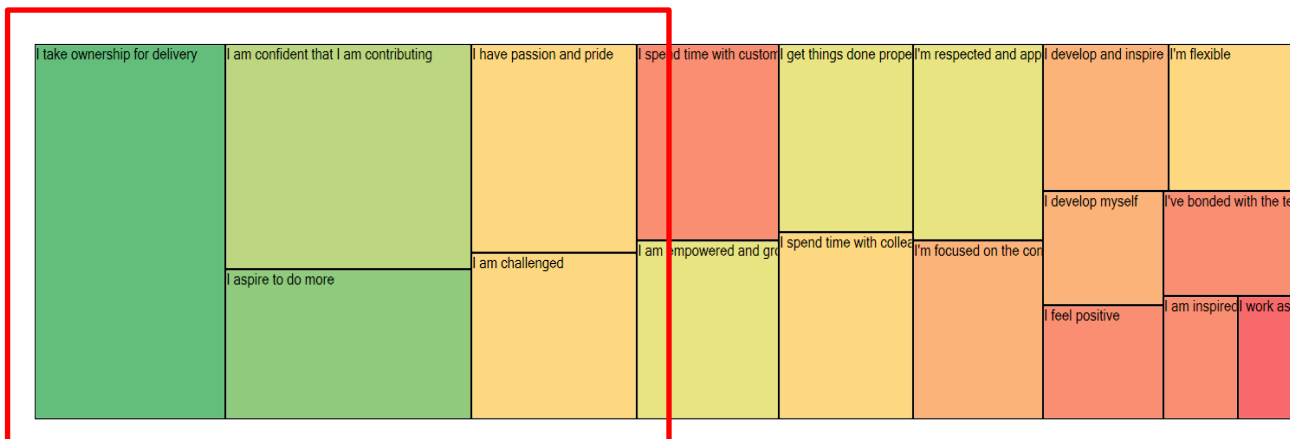 I take ownership for delivery
I am confident that I am contributing
I aspire to do more
I have passion and pride
I am challenged
I spend time with custom
I am empowered and gro
I get things done prope
I spend time with collea
I'm respected and app
I'm focused on the con
I develop and inspire
I'm flexible
I develop myself
I've bonded with the te
I feel positive
I am inspired
I work as